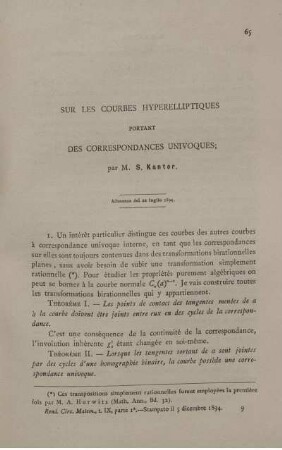 65
SUR LES COURBES HYPERELLIPTIQUES
PORTANT
DES CORRESPONDANCES UNIVOQUES;
par M. S. Kantor.
Adunanza del 22 luglio 1894.
1. Un intérêt particulier distingue ces courbes des autres courbes
à correspondance univoque interne, en tant que les correspondances
sur elles sont contenues dans des transformations birationnelles
planes, sans avoir besoin de subir une transformation simplement
rationnelle (*). Pour étudier les propriétés purement algébriques on
peut se borner à la courbe normale
Je vais construire toutes
les transformations birationnelles qui y appartiennent.
THÉORÈME I. — Les points de contact des tangentes menées de a
à la courbe doivent être joints entre eux en des cycles de la correspon-
dance.
C'est une conséquence de la continuité de la correspondance,
l'involution inhérente
étant changée en soi-même.
THÉORÈME II. — Lorsque les tangentes sortant de a sont jointes
par des cycles d'une homographie binaire, la courbe possède une corres-
pondance univoque.
(*) Ces transpositions simplement rationnelles furent employées la première
fois par M. A. Hurwitz (Math. Ann., Bd. 32).
Rend. Circ. Matem., t. IX, parte 1ª.—Stampato il 5 dicembre 1894.
9